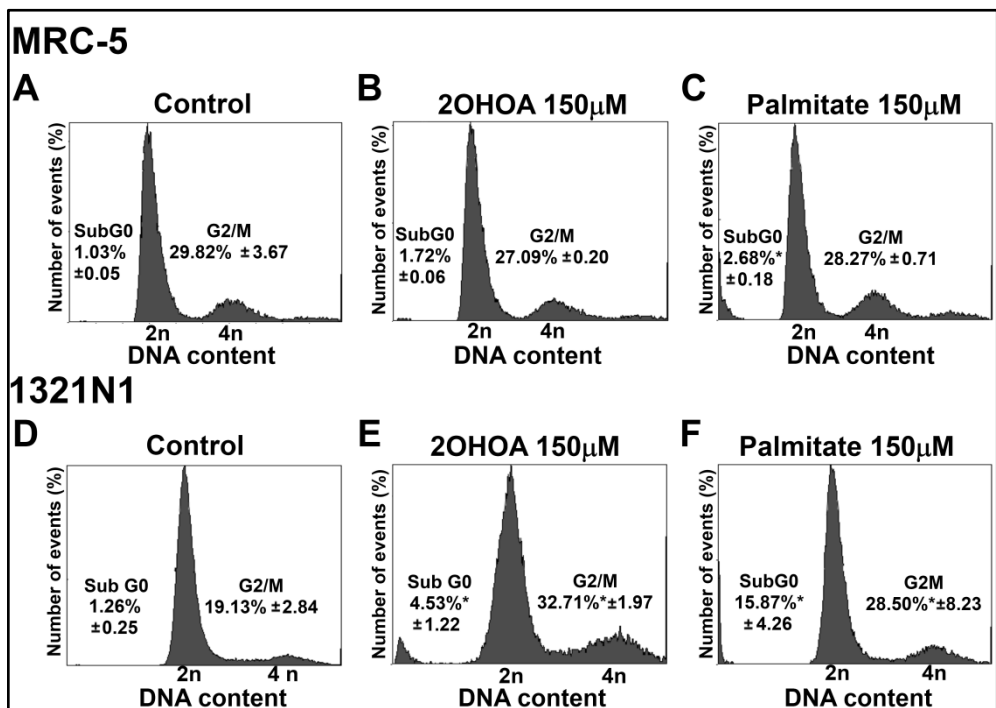 MRC-5
A
Control
Number of events (%)
SubG0
1.03%
±0.05
G2/M
29.82% ±3.67
2n
4n
DNA content
B
2OHOA 150μM
Number of events (%)
SubG0
1.72%
±0.06
G2/M
27.09% ±0.20
2n
4n
DNA content
C
Palmitate 150μM
Number of events (%)
SubG0
2.68%*
±0.18
G2/M
28.27% ±0.71
2n
4n
DNA content
1321N1
D
Control
Number of events (%)
Sub G0
1.26%
±0.25
G2/M
19.13% ±2.84
2n
4 n
DNA content
E
2OHOA 150μM
Number of events (%)
Sub G0
4.53%*
±1.22
G2/M
32.71%*±1.97
2n
4n
DNA content
F
Palmitate 150μM
Number of events (%)
SubG0
15.87%*
± 4.26
G2M
28.50%*±8.23
2n
4n
DNA content